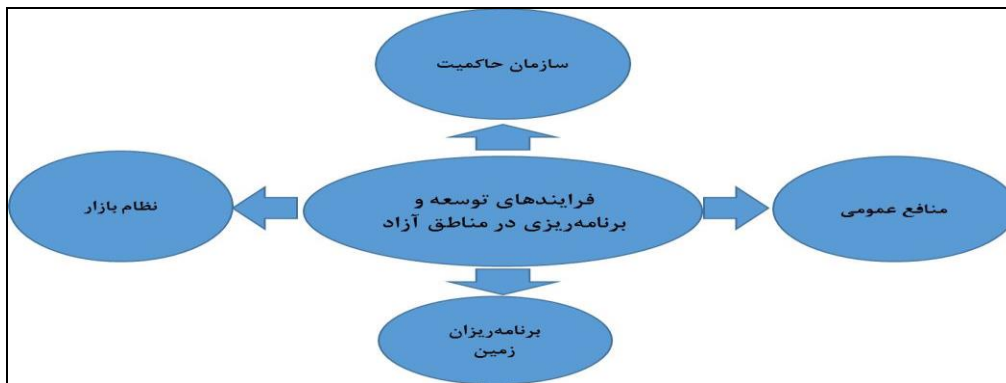 سازمان حاکمیت
منافع عمومی
فرایندهای توسعه و
برنامه‌ریزی در مناطق آزاد
نظام بازار
برنامه‌ریزان
زمین